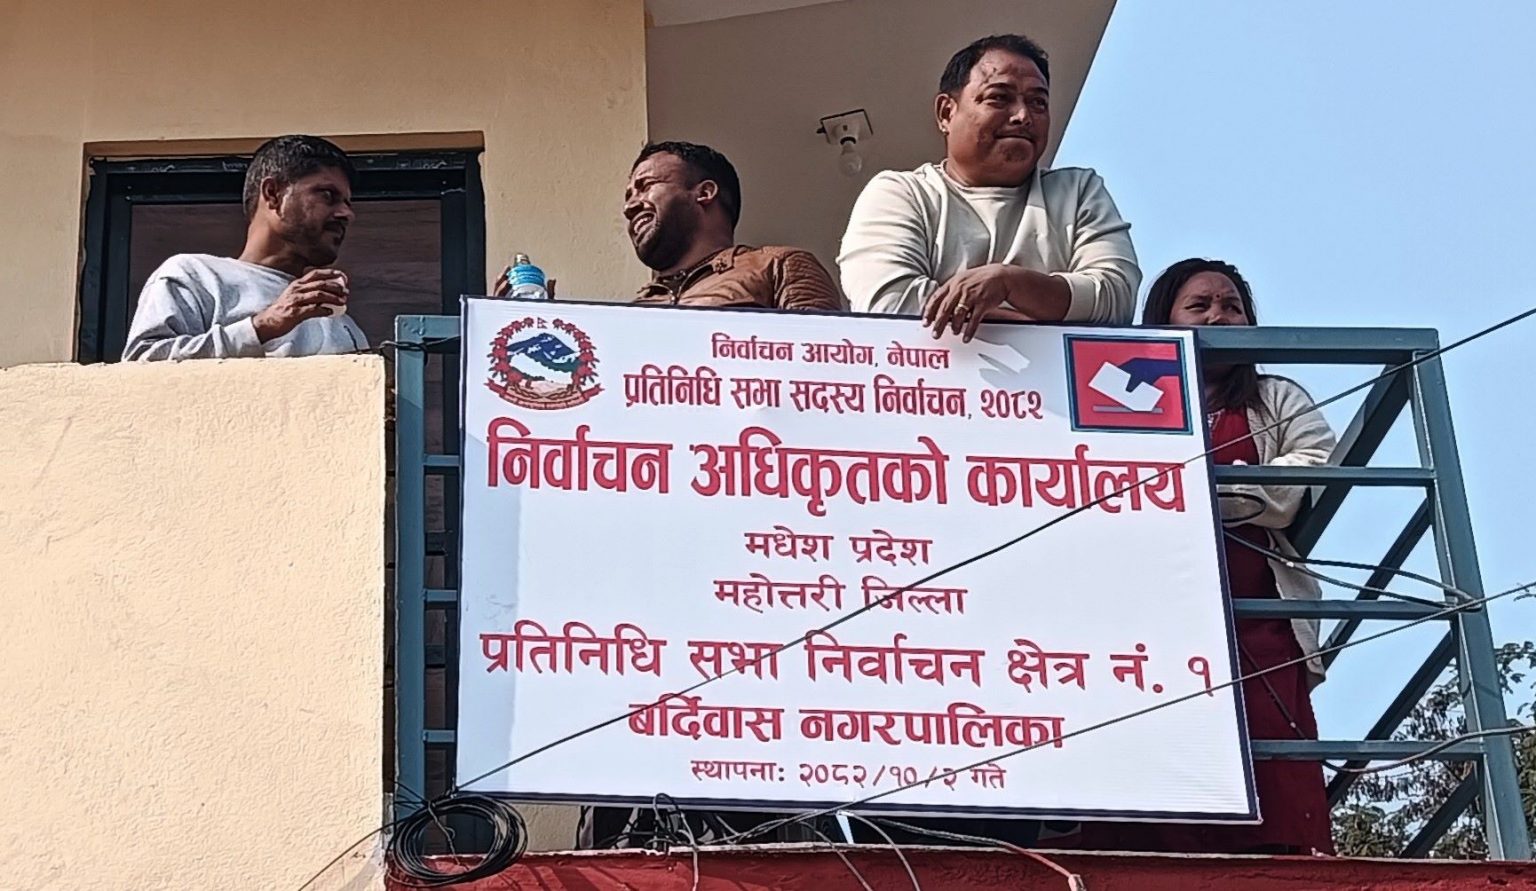 निर्वाचन आयोग, नेपाल
प्रतिनिधि सभा सदस्य निर्वाचन, २०८२
निर्वाचन अधिकृतको कार्यालय
मधेश प्रदेश
महोत्तरी जिल्ला
प्रतिनिधि सभा निर्वाचन क्षेत्र नं. १
बर्दिवास नगरपालिका
स्थापना: २०८२/१०/२ गते